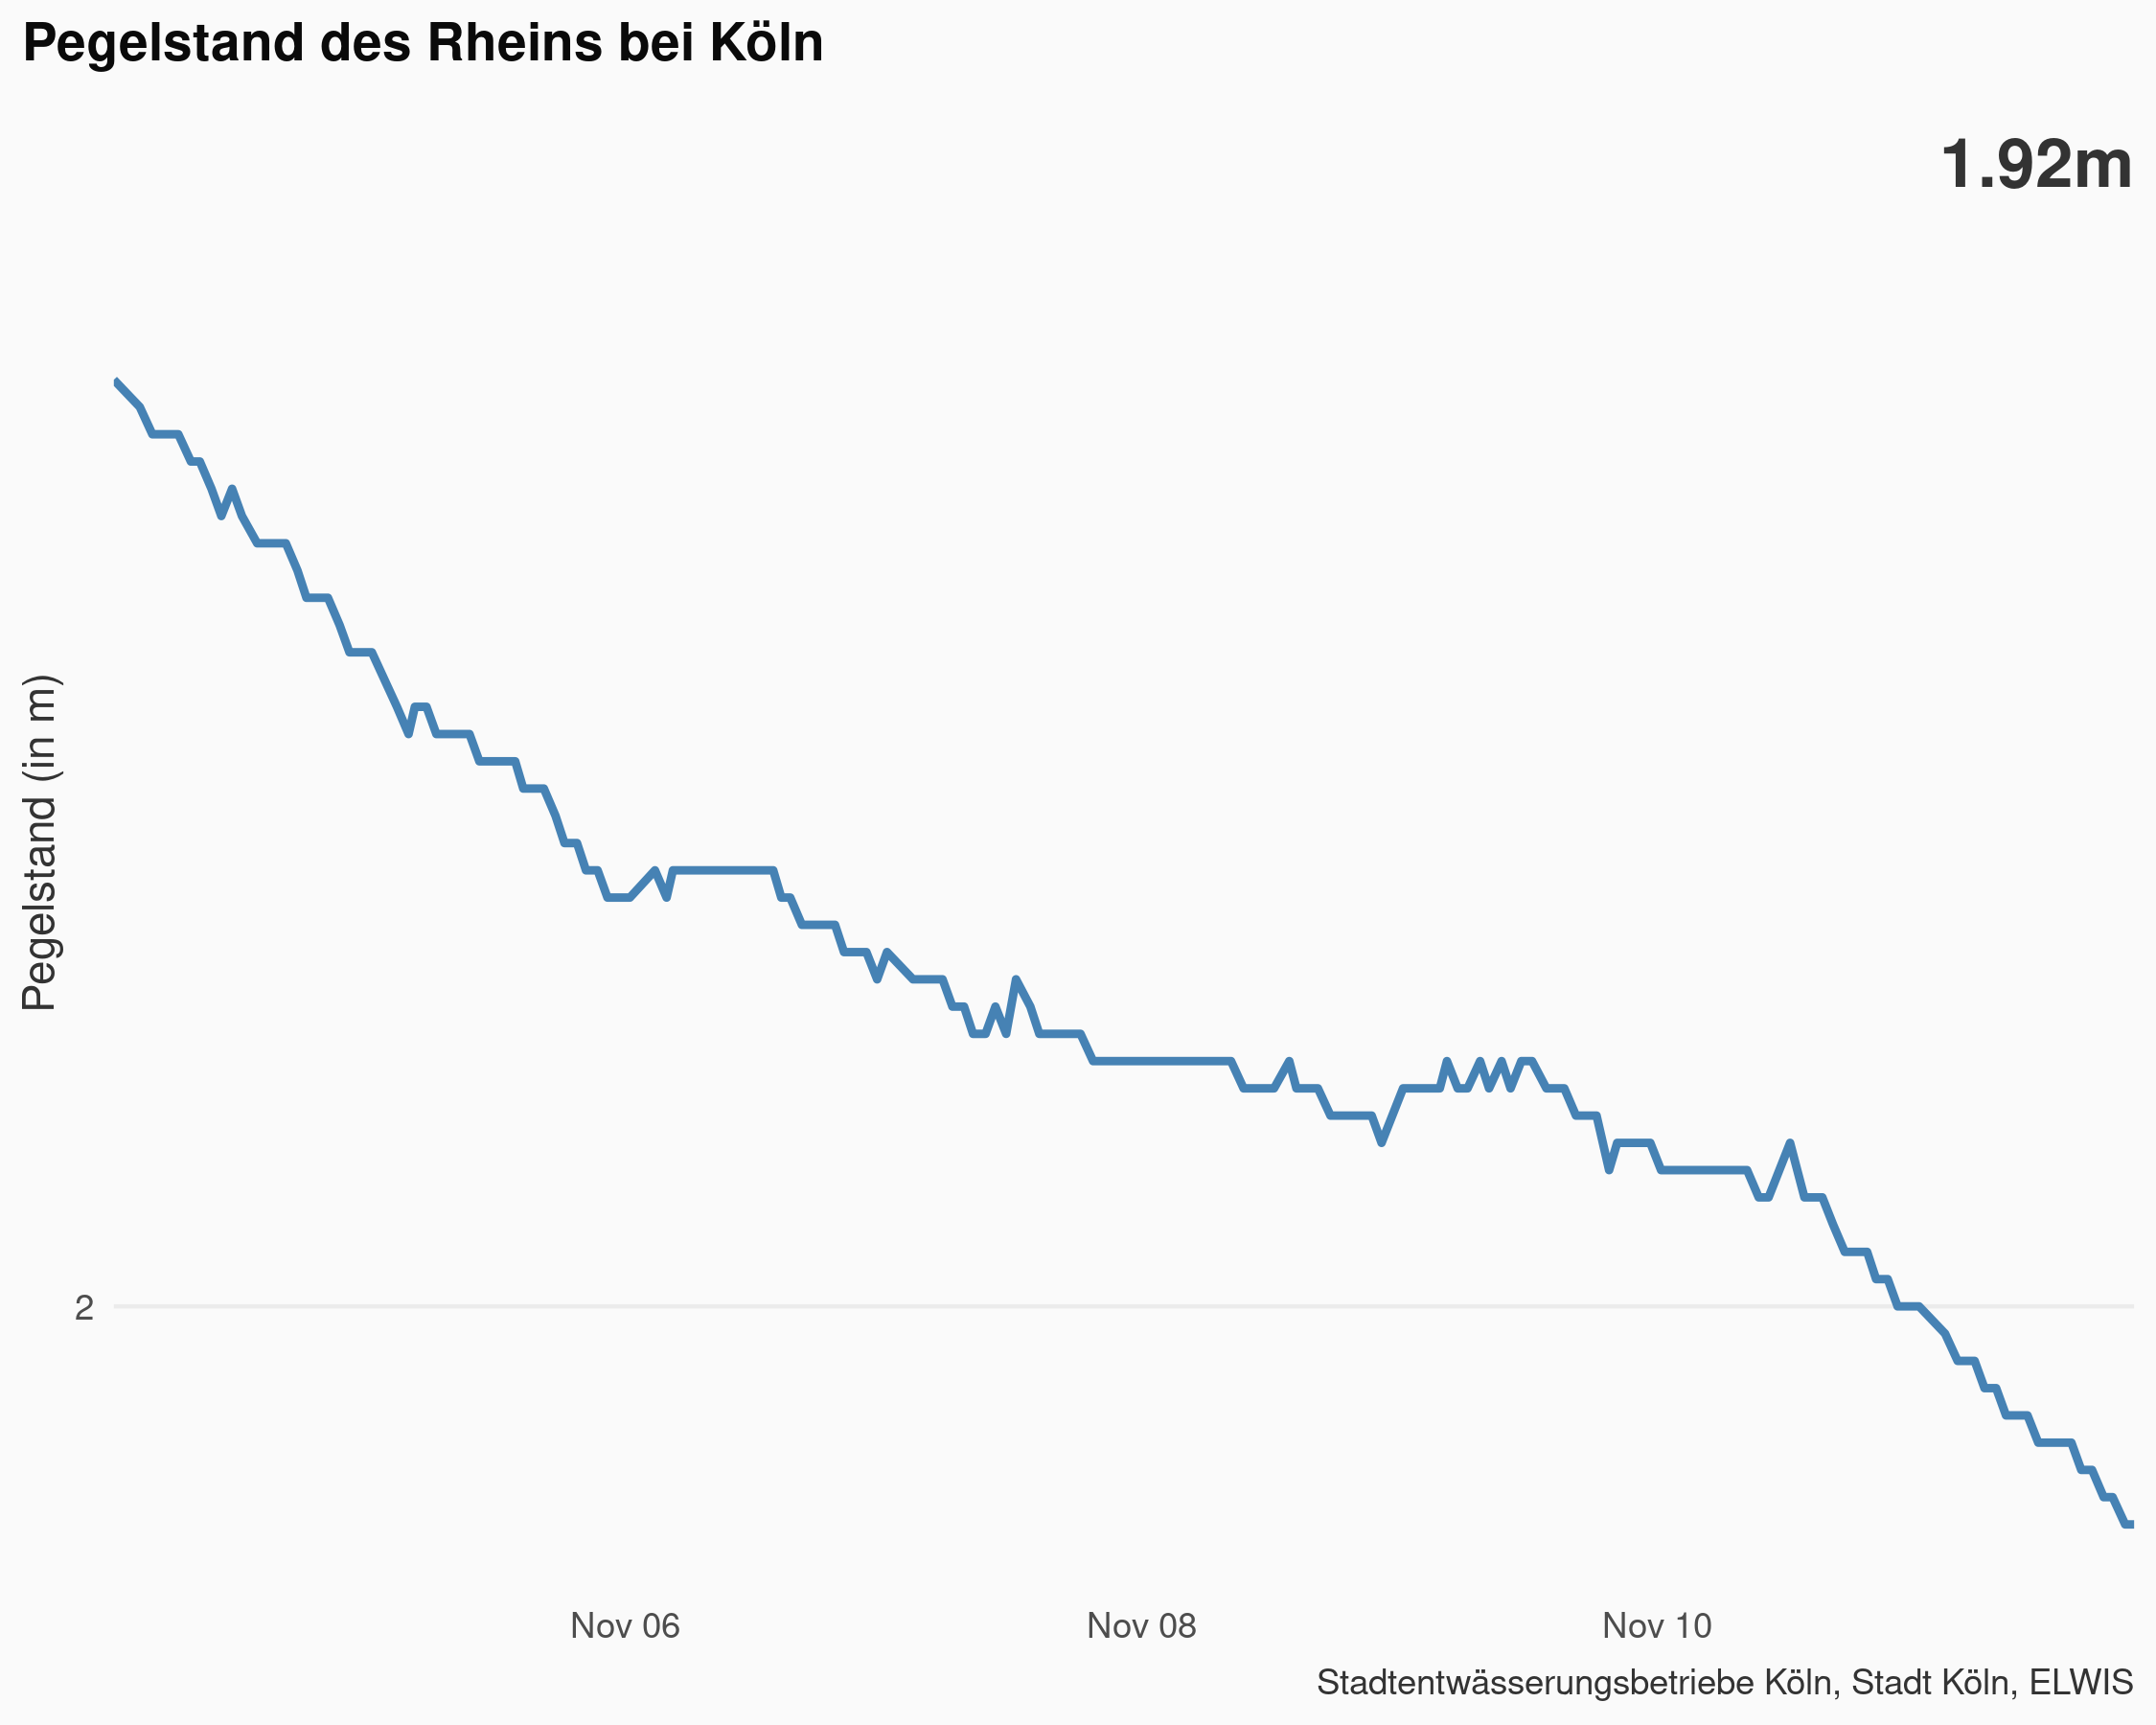 Pegelstand des Rheins bei Köln
1.92m
Pegelstand (in m)
2
Nov 06
Nov 08
Nov 10
Stadtentwässerungsbetriebe Köln, Stadt Köln, ELWIS